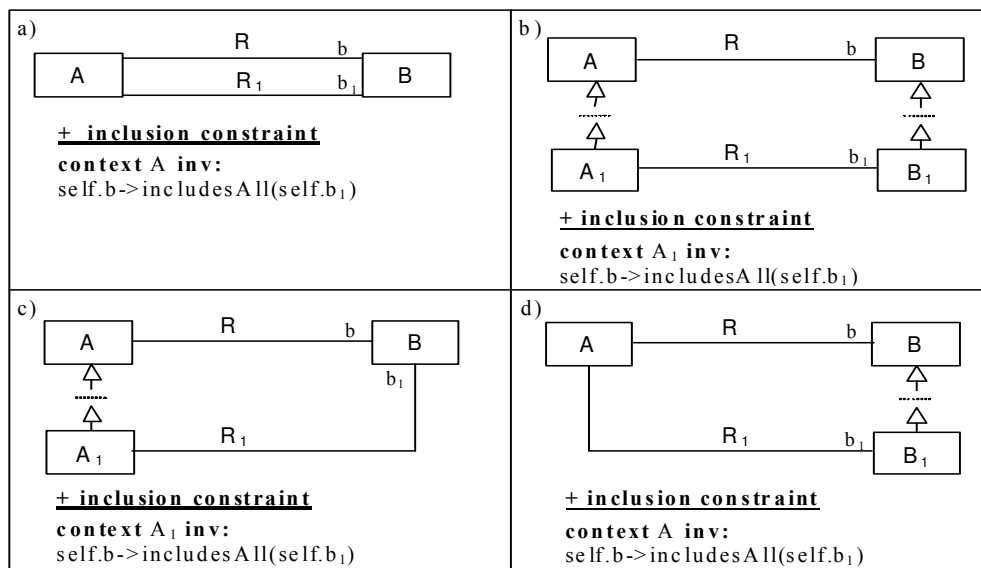 a)
R
b
A
B
R₁
b₁
+ inclusion constraint
context A inv:
self.b->includesAll(self.b₁)
b)
R
b
A
B
R₁
b₁
A₁
B₁
+ inclusion constraint
context A₁ inv:
self.b->includesAll(self.b₁)
c)
R
b
A
B
b₁
R₁
A₁
+ inclusion constraint
context A₁ inv:
self.b->includesAll(self.b₁)
d)
R
b
A
B
R₁
b₁
B₁
+ inclusion constraint
context A inv:
self.b->includesAll(self.b₁)